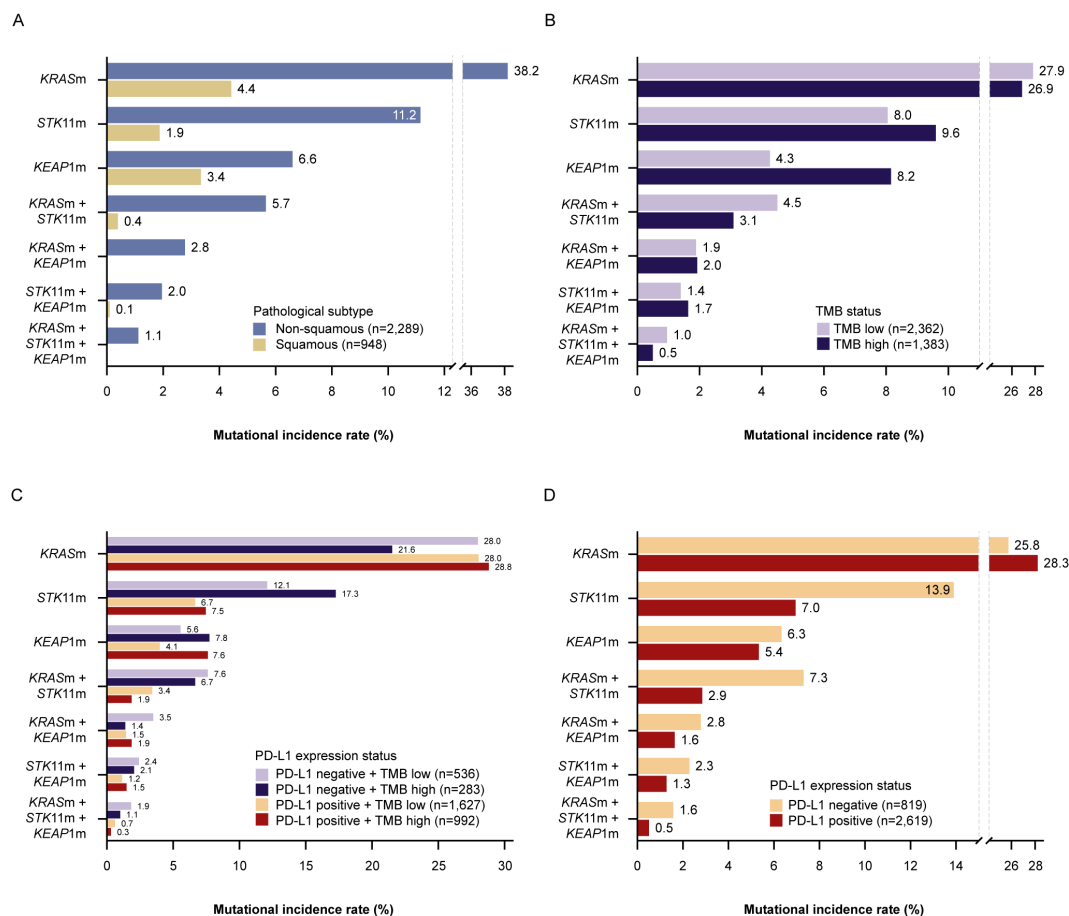 A
KRASm
38.2
4.4
STK11m
11.2
1.9
KEAP1m
6.6
3.4
KRASm +
STK11m
5.7
0.4
KRASm +
KEAP1m
2.8
STK11m +
KEAP1m
2.0
0.1
KRASm +
STK11m +
KEAP1m
1.1
Pathological subtype
Non-squamous (n=2,289)
Squamous (n=948)
0 2 4 6 8 10 12 36 38
Mutational incidence rate (%)
B
KRASm
27.9
26.9
STK11m
8.0
9.6
KEAP1m
4.3
8.2
KRASm +
STK11m
4.5
3.1
KRASm +
KEAP1m
1.9
2.0
STK11m +
KEAP1m
1.4
1.7
KRASm +
STK11m +
KEAP1m
1.0
0.5
TMB status
TMB low (n=2,362)
TMB high (n=1,383)
0 2 4 6 8 10 26 28
Mutational incidence rate (%)
C
KRASm
28.0
21.6
28.0
28.8
STK11m
12.1
17.3
6.7
7.5
KEAP1m
5.6
7.8
4.1
7.6
KRASm +
STK11m
7.6
6.7
3.4
1.9
KRASm +
KEAP1m
3.5
1.4
1.5
1.9
STK11m +
KEAP1m
2.4
2.1
1.2
1.5
KRASm +
STK11m +
KEAP1m
1.9
1.1
0.7
0.3
PD-L1 expression status
PD-L1 negative + TMB low (n=536)
PD-L1 negative + TMB high (n=283)
PD-L1 positive + TMB low (n=1,627)
PD-L1 positive + TMB high (n=992)
0 5 10 15 20 25 30
Mutational incidence rate (%)
D
KRASm
25.8
28.3
STK11m
13.9
7.0
KEAP1m
6.3
5.4
KRASm +
STK11m
7.3
2.9
KRASm +
KEAP1m
2.8
1.6
STK11m +
KEAP1m
2.3
1.3
KRASm +
STK11m +
KEAP1m
1.6
0.5
PD-L1 expression status
PD-L1 negative (n=819)
PD-L1 positive (n=2,619)
0 2 4 6 8 10 12 14 26 28
Mutational incidence rate (%)